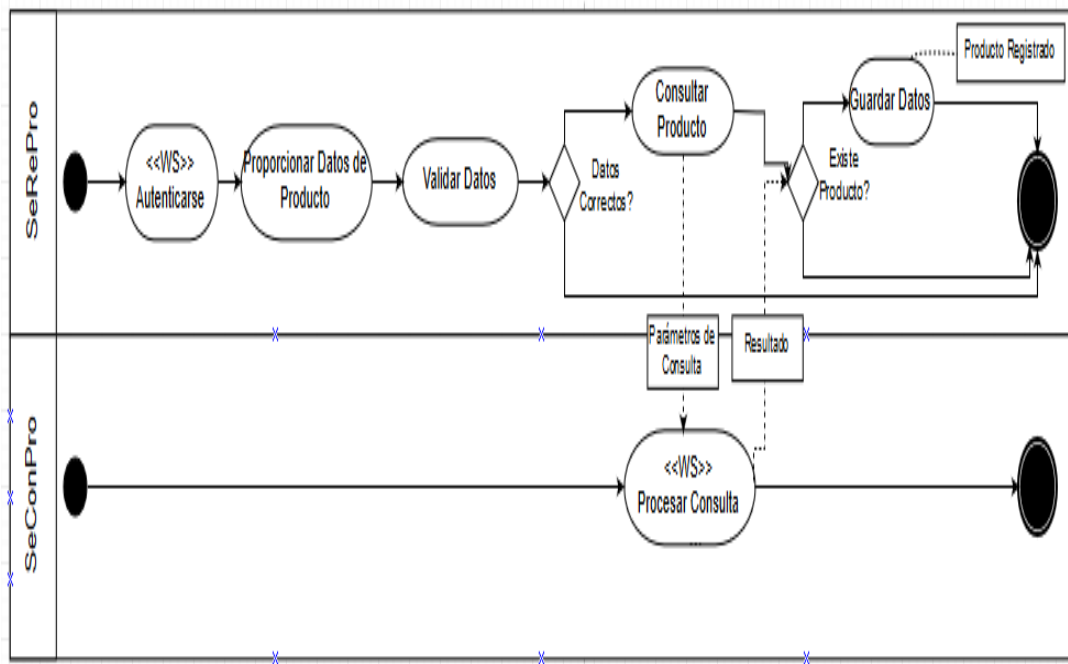 SeRePro
<<WS>>
Autenticarse
Proporcionar Datos de
Producto
Validar Datos
Datos
Correctos?
Consultar
Producto
Existe
Producto?
Guardar Datos
Producto Registrado
Parámetros de
Consulta
Resultado
SeConPro
<<WS>>
Procesar Consulta